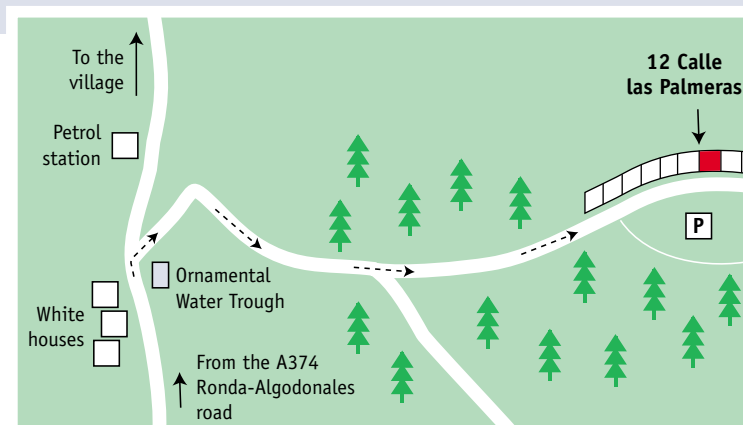 To the
village
12 Calle
las Palmeras
Petrol
station
P
Ornamental
Water Trough
White
houses
From the A374
Ronda-Algodonales
road